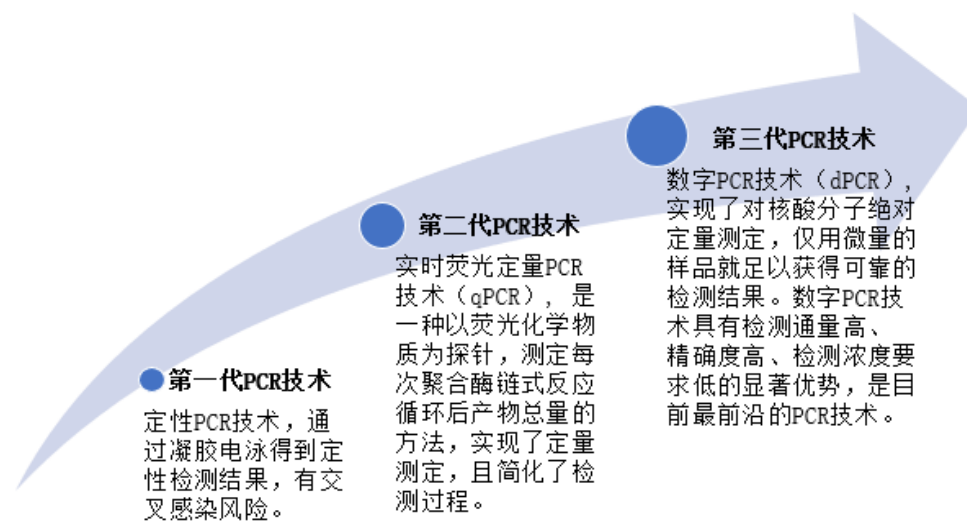 第一代PCR技术
定性PCR技术，通
过凝胶电泳得到定
性检测结果，有交
叉感染风险。
第二代PCR技术
实时荧光定量PCR
技术（qPCR），是
一种以荧光化学物
质为探针，测定每
次聚合酶链式反应
循环后产物总量的
方法，实现了定量
测定，且简化了检
测过程。
第三代PCR技术
数字PCR技术（dPCR），
实现了对核酸分子绝对
定量测定，仅用微量的
样品就足以获得可靠的
检测结果。数字PCR技
术具有检测通量高、
精确度高、检测浓度要
求低的显著优势，是目
前最前沿的PCR技术。